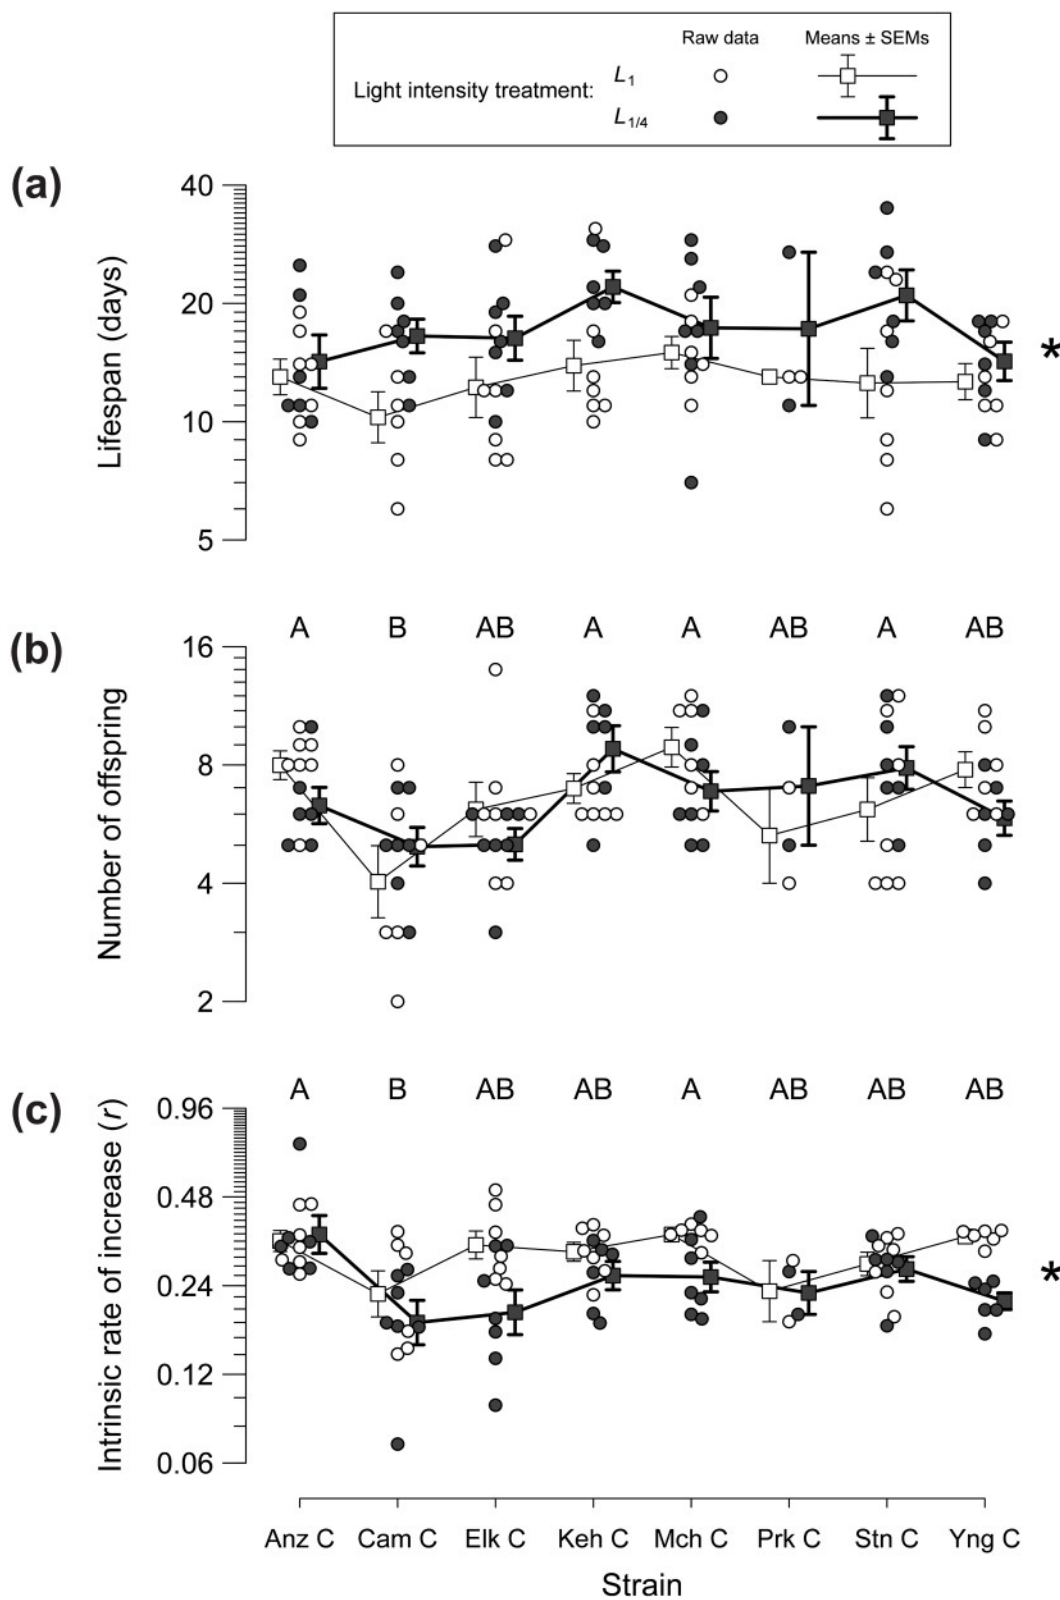 Raw data Means ± SEMs
Light intensity treatment:
L1
L1/4
(a)
Lifespan (days)
40
20
10
5
*
(b)
Number of offspring
A B AB A A AB A AB
16
8
4
2
(c)
Intrinsic rate of increase (r)
A B AB AB A AB AB AB
0.96
0.48
0.24
0.12
0.06
*
Anz C Cam C Elk C Keh C Mch C Prk C Stn C Yng C
Strain